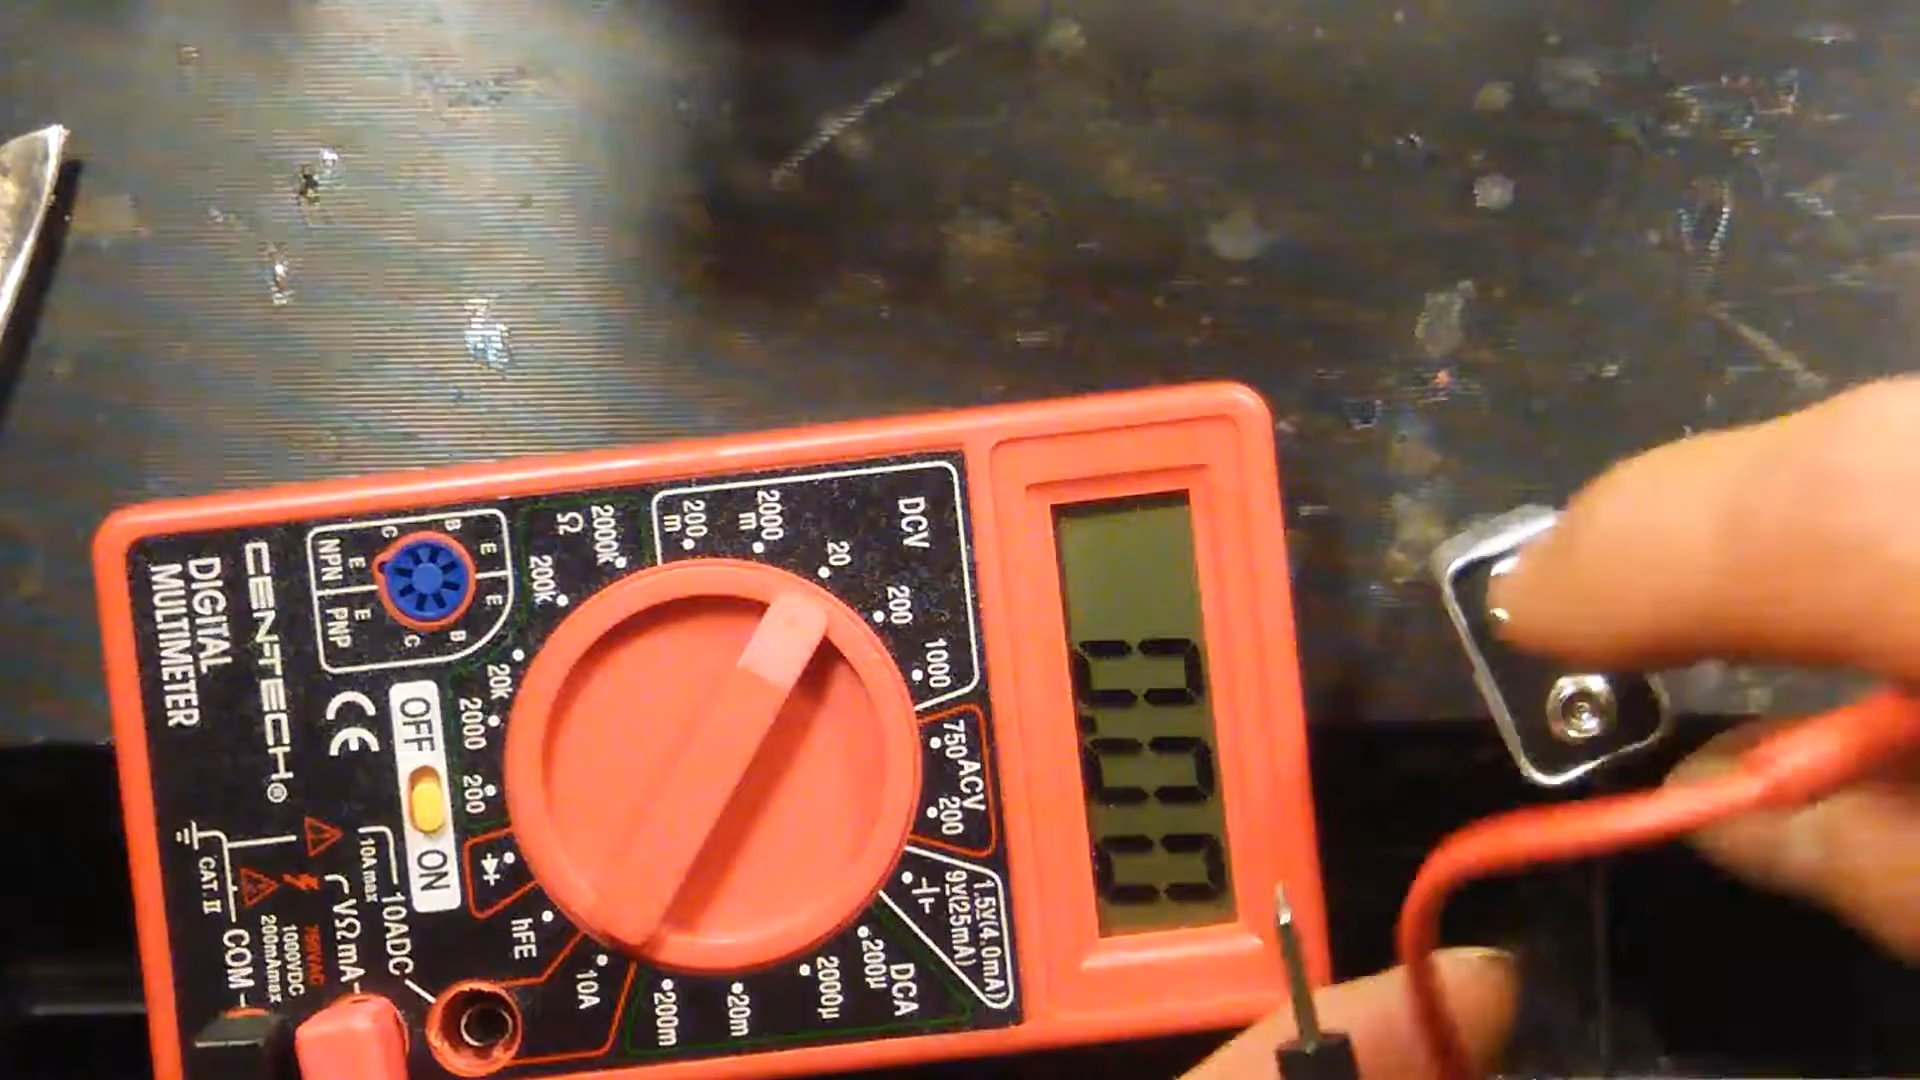 DCV
200
m
2000
m
20
200
1000
750
ACV
200
1.5V(4.0mA)
9V(25mA)
DCA
200µ
2000µ
20m
200m
10A
hFE
200
2000
20k
200k
2000k
Ω
0.00
B
E
E
C
NPN
E
E
PNP
C
B
OFF
ON
CEN-TECH®
DIGITAL
MULTIMETER
CE
10ADC
10Amax
VΩmA
750VAC
1000VDC
200mAmax
CAT. II
COM